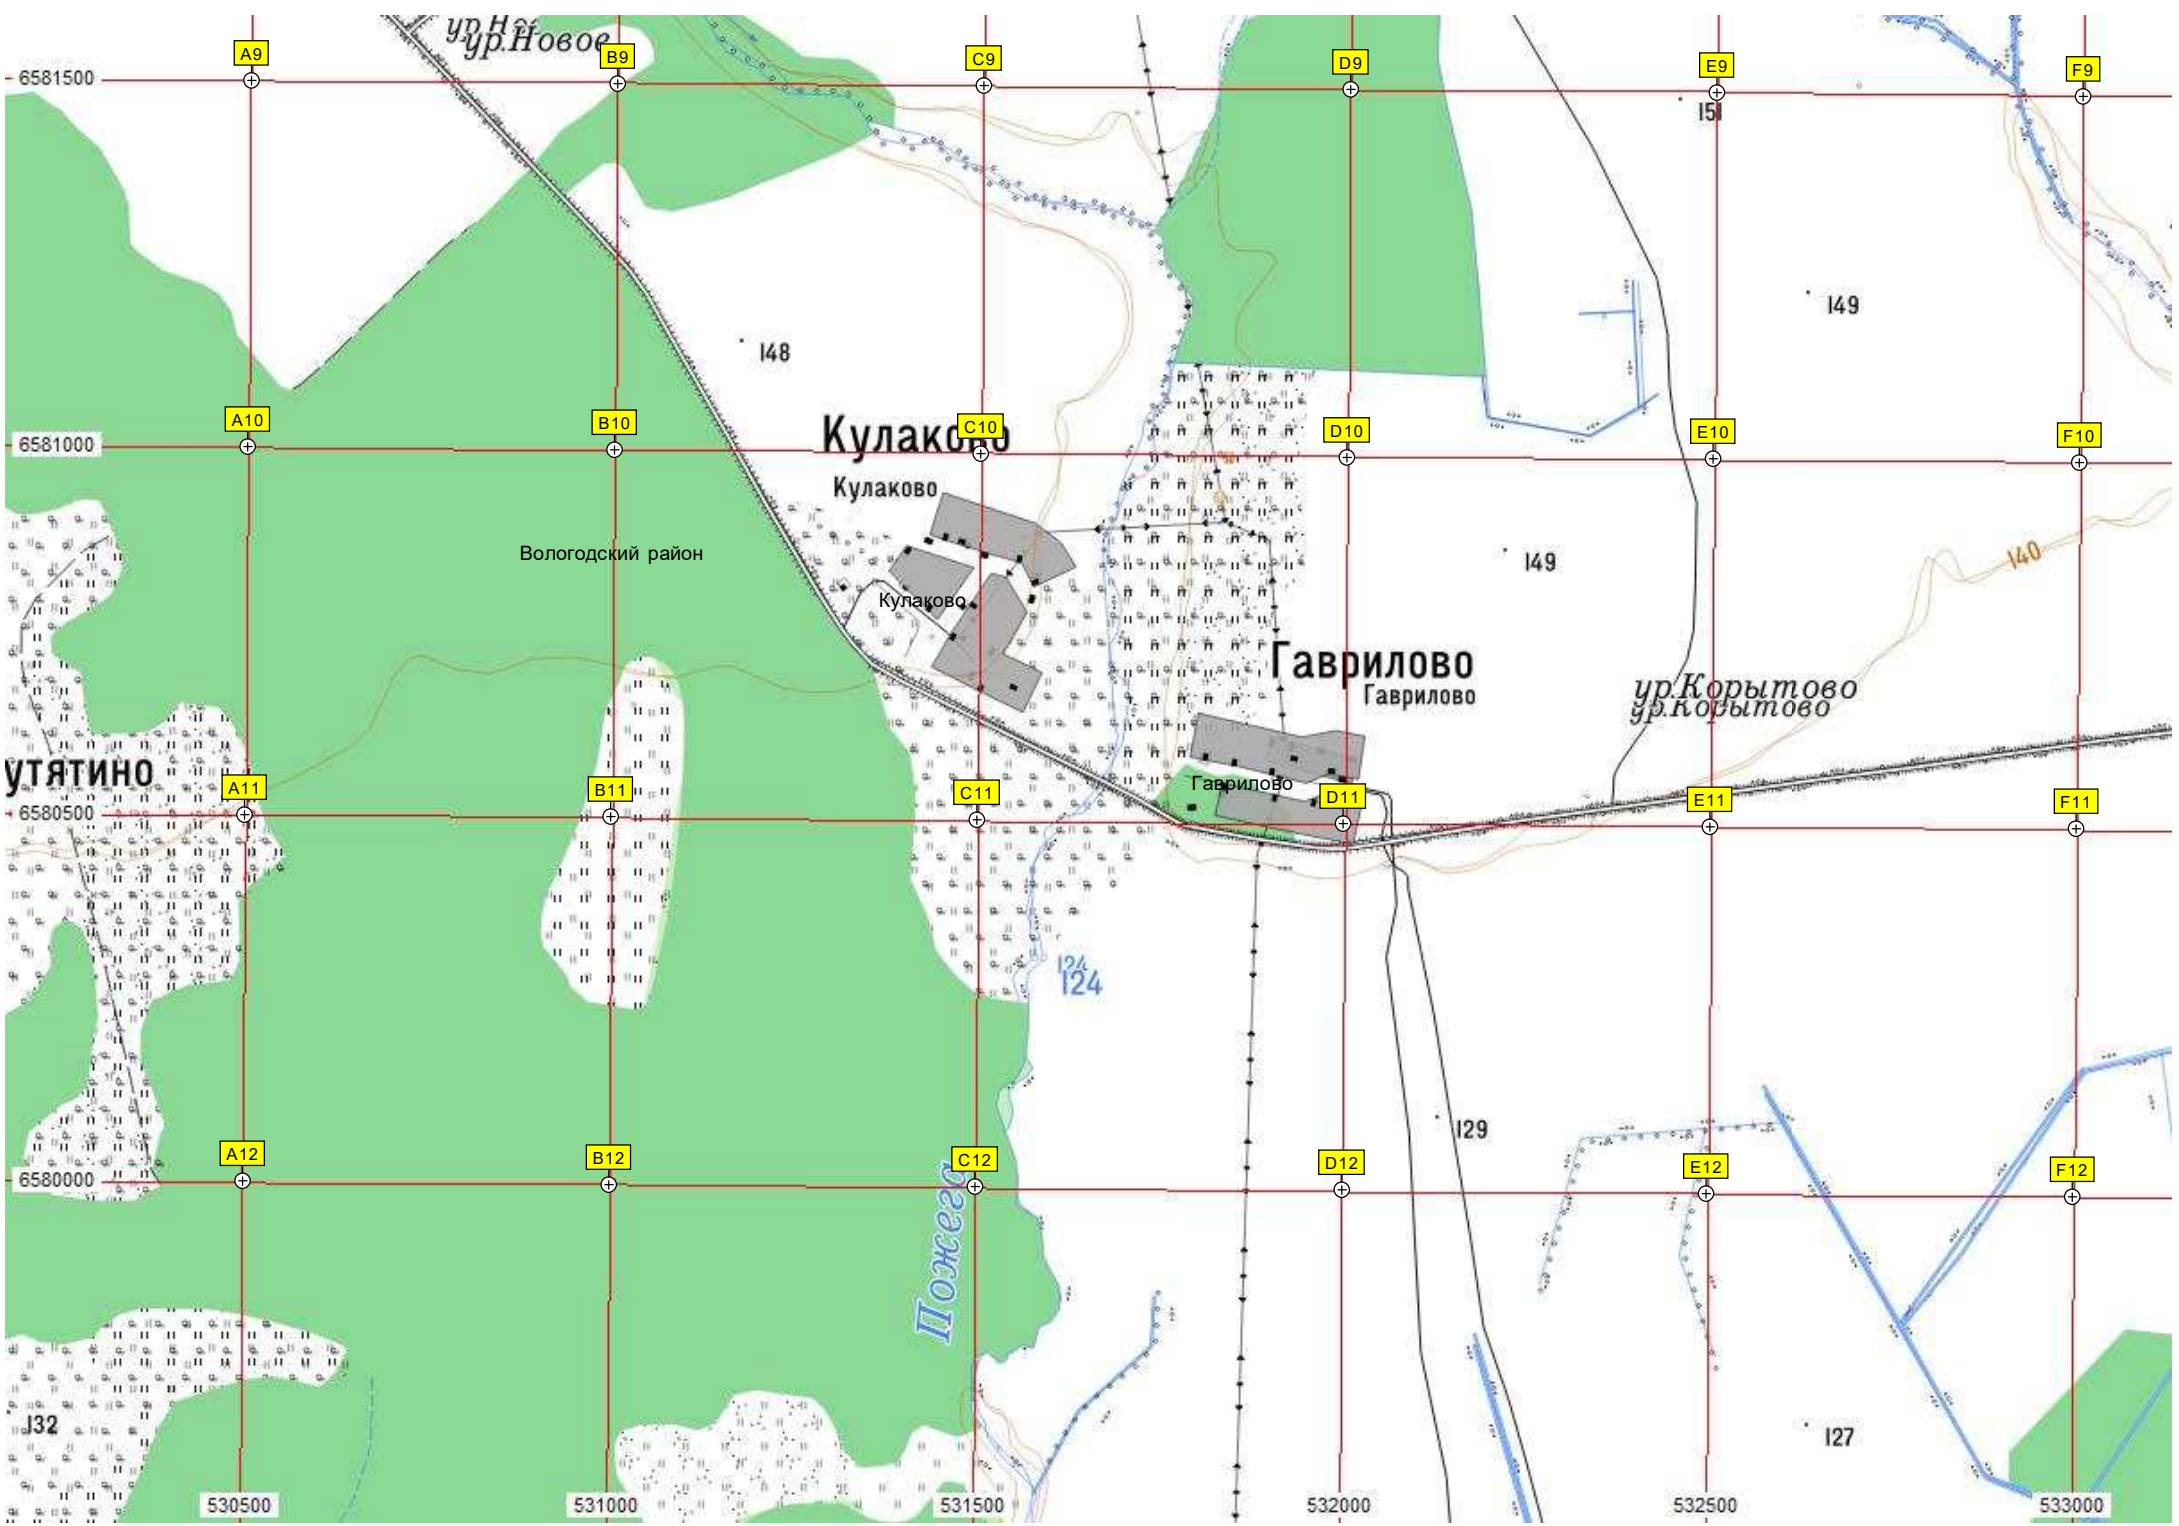 ур.Новое
A9
B9
C9
D9
E9
F9
6581500
151
149
148
A10
B10
Кулаково
C10
D10
E10
F10
6581000
Кулаково
Вологодский район
149
140
Кулаково
Гаврилово
Гаврилово
ур.Корытово
ур.Корытово
утятино
Гаврилово
A11
B11
C11
D11
E11
F11
6580500
124
124
129
A12
B12
C12
D12
E12
F12
6580000
Пожега
132
127
530500
531000
531500
532000
532500
533000